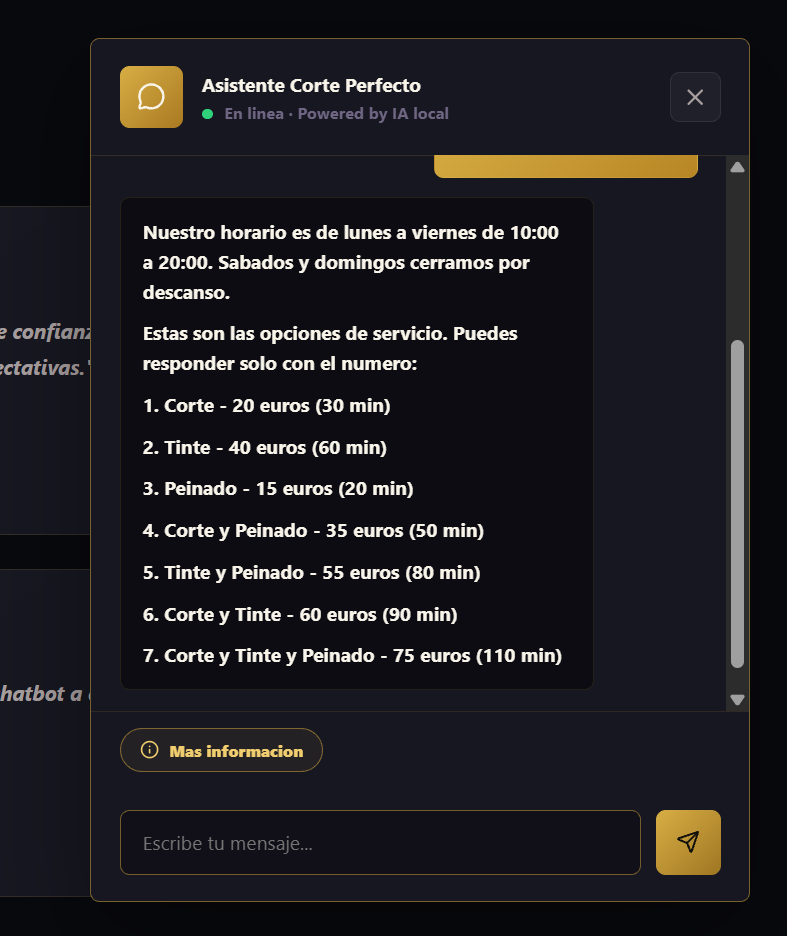 Asistente Corte Perfecto
En linea · Powered by IA local
e confianz
ectativas."
Nuestro horario es de lunes a viernes de 10:00
a 20:00. Sabados y domingos cerramos por
descanso.
Estas son las opciones de servicio. Puedes
responder solo con el numero:
1. Corte - 20 euros (30 min)
2. Tinte - 40 euros (60 min)
3. Peinado - 15 euros (20 min)
4. Corte y Peinado - 35 euros (50 min)
5. Tinte y Peinado - 55 euros (80 min)
6. Corte y Tinte - 60 euros (90 min)
7. Corte y Tinte y Peinado - 75 euros (110 min)
hatbot a
Mas informacion
Escribe tu mensaje...